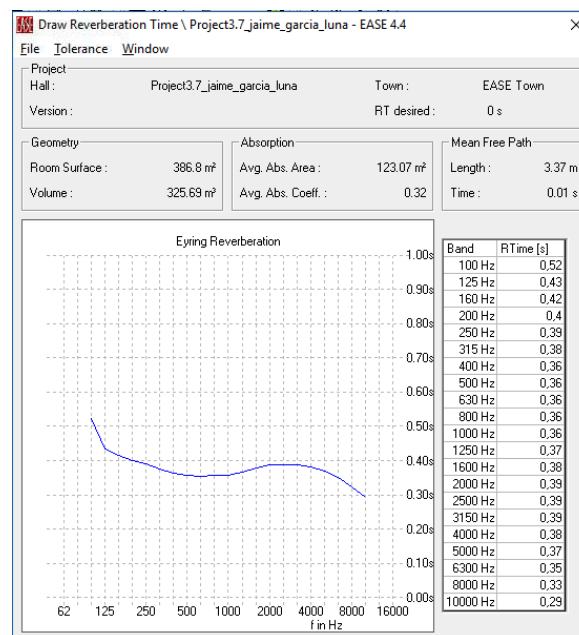 EASE Draw Reverberation Time \ Project3.7_jaime_garcia_luna - EASE 4.4
File Tolerance Window
Project
Hall : Project3.7_jaime_garcia_luna Town : EASE Town
Version : RT desired : 0 s
Geometry
Room Surface : 386.8 m²
Volume : 325.69 m³
Absorption
Avg. Abs. Area : 123.07 m²
Avg. Abs. Coeff. : 0.32
Mean Free Path
Length : 3.37 m
Time : 0.01 s
Eyring Reverberation
1.00s
0.90s
0.80s
0.70s
0.60s
0.50s
0.40s
0.30s
0.20s
0.10s
0.00s
62 125 250 500 1000 2000 4000 8000 16000
f in Hz
Band RTime [s]
100 Hz 0,52
125 Hz 0,43
160 Hz 0,42
200 Hz 0,4
250 Hz 0,39
315 Hz 0,38
400 Hz 0,36
500 Hz 0,36
630 Hz 0,36
800 Hz 0,36
1000 Hz 0,36
1250 Hz 0,37
1600 Hz 0,38
2000 Hz 0,39
2500 Hz 0,39
3150 Hz 0,39
4000 Hz 0,38
5000 Hz 0,37
6300 Hz 0,35
8000 Hz 0,33
10000 Hz 0,29